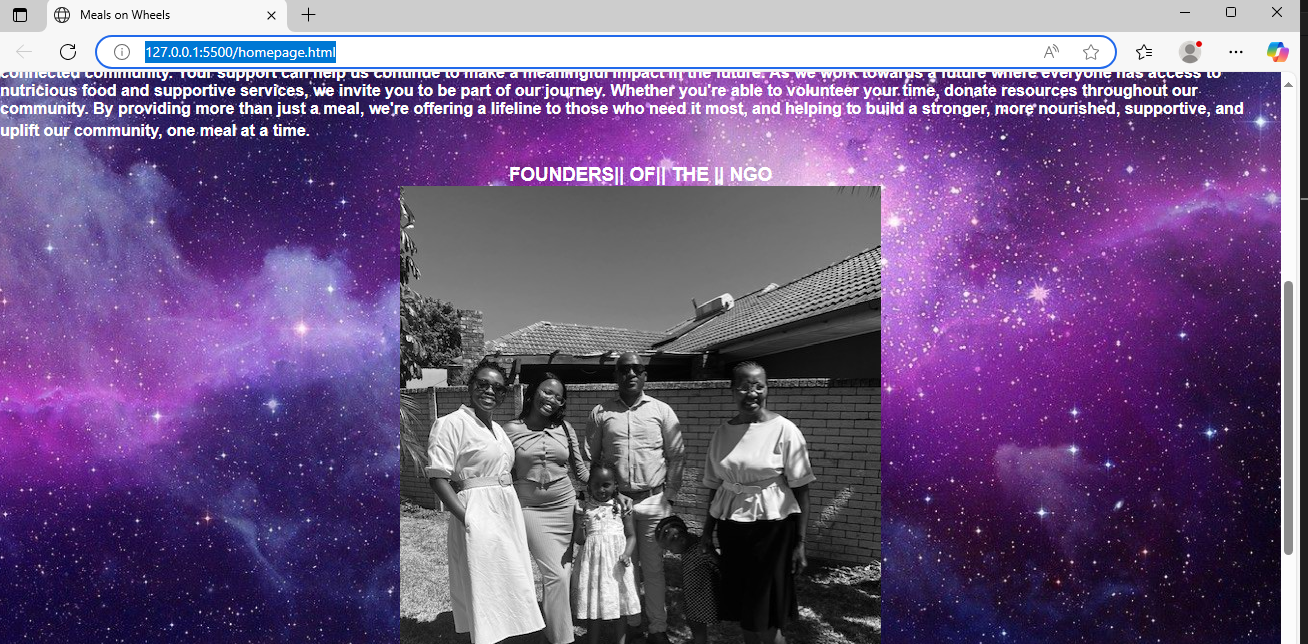 Meals on Wheels
127.0.0.1:5500/homepage.html
connected community. Your support can help us continue to make a meaningful impact in the future. As we work towards a future where everyone has access to
nutricious food and supportive services, we invite you to be part of our journey. Whether you're able to volunteer your time, donate resources throughout our
community. By providing more than just a meal, we're offering a lifeline to those who need it most, and helping to build a stronger, more nourished, supportive, and
uplift our community, one meal at a time.
FOUNDERS|| OF|| THE || NGO